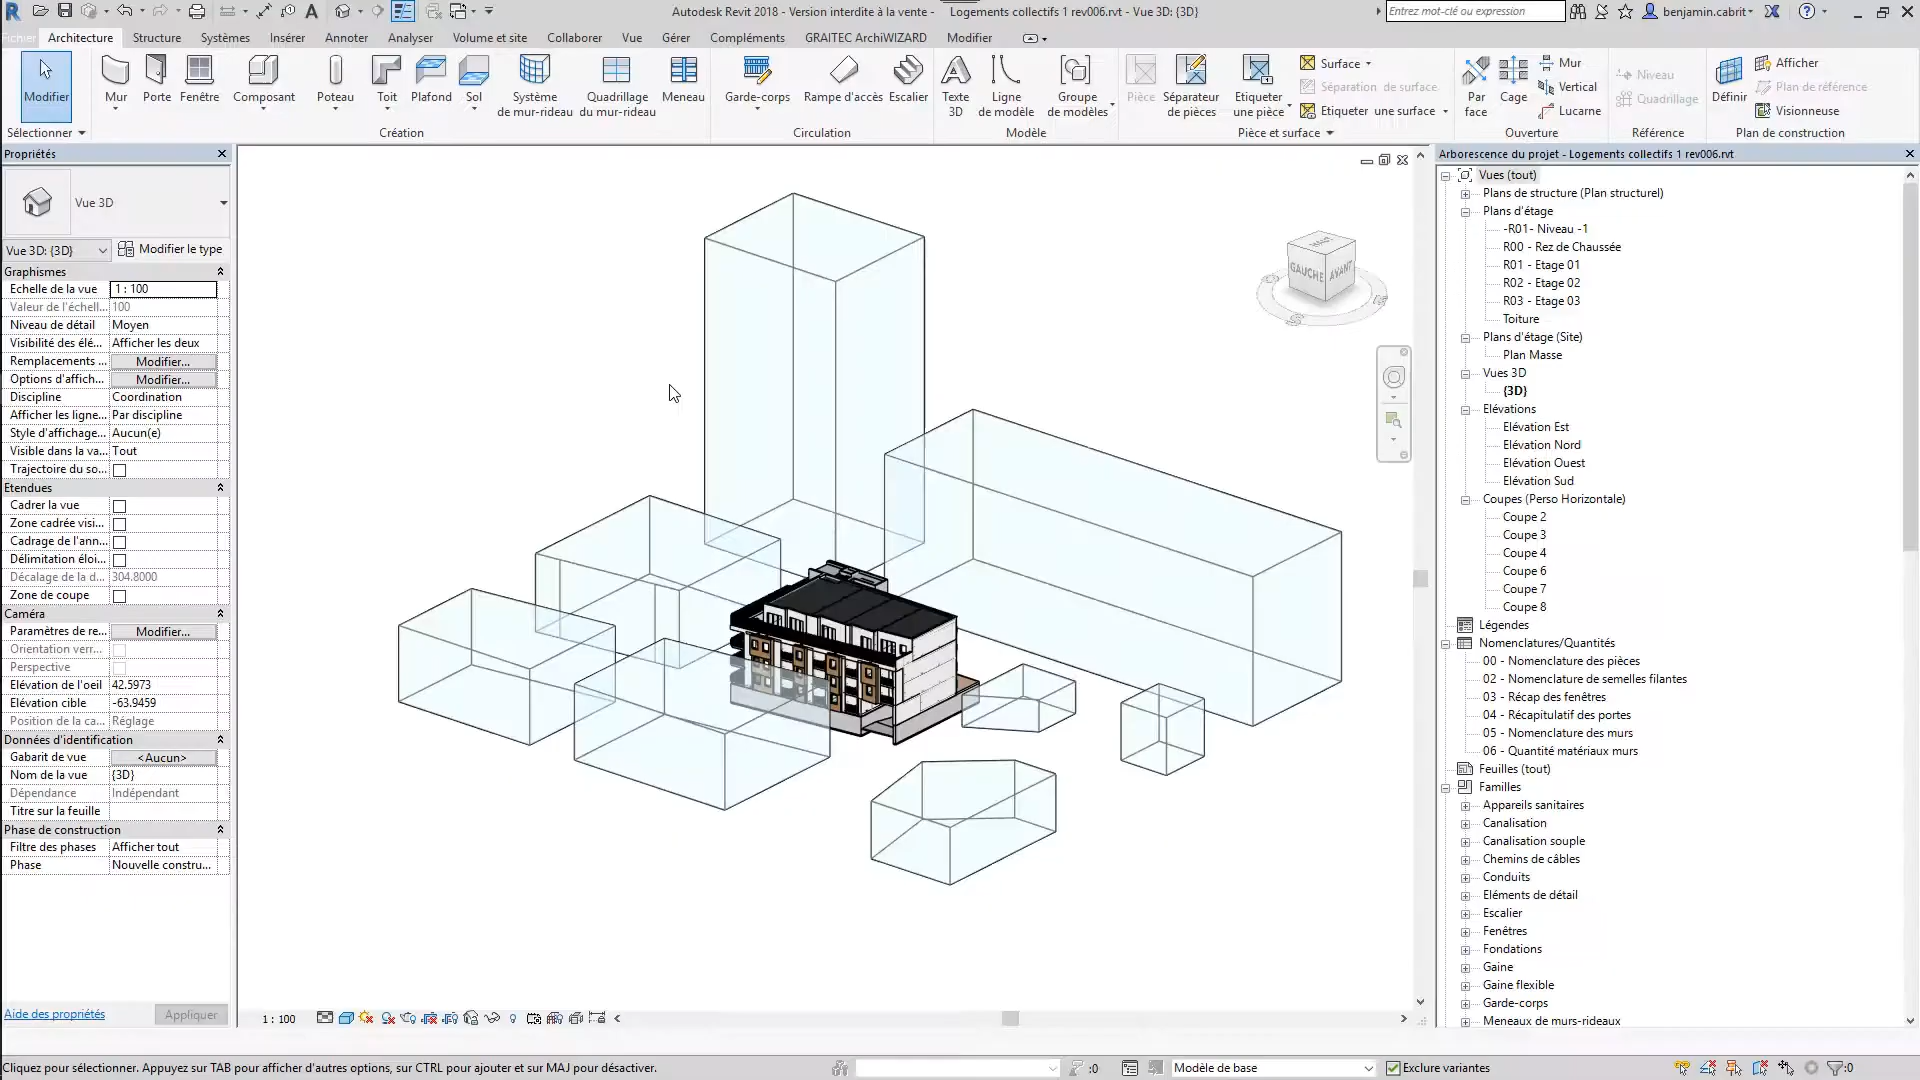 Autodesk Revit 2018 - Version interdite à la vente - Logements collectifs 1 rev006.rvt - Vue 3D: {3D}
Entrez mot-clé ou expression
benjamin.cabrit
Fichier Architecture Structure Systèmes Insérer Annoter Analyser Volume et site Collaborer Vue Gérer Compléments GRAITEC ArchiWIZARD Modifier
Modifier
Mur
Porte
Fenêtre
Composant
Poteau
Toit
Plafond
Sol
Système
de mur-rideau
Quadrillage
du mur-rideau
Meneau
Garde-corps
Rampe d'accès
Escalier
Texte
3D
Ligne
de modèle
Groupe
de modèles
Pièce
Séparateur
de pièces
Etiqueter
une pièce
Surface
Séparation de surface
Etiqueter une surface
Par
face
Cage
Mur
Vertical
Lucarne
Niveau
Quadrillage
Définir
Afficher
Plan de référence
Visionneuse
Sélectionner
Création
Circulation
Modèle
Pièce et surface
Ouverture
Référence
Plan de construction
Propriétés
Vue 3D
Vue 3D: {3D} Modifier le type
Graphismes
Echelle de la vue 1 : 100
Valeur de l'échell... 100
Niveau de détail Moyen
Visibilité des élé... Afficher les deux
Remplacements ... Modifier...
Options d'affich... Modifier...
Discipline Coordination
Afficher les ligne... Par discipline
Style d'affichage... Aucun(e)
Visible dans la va... Tout
Trajectoire du so...
Etendues
Cadrer la vue
Zone cadrée visi...
Cadrage de l'ann...
Délimitation éloi...
Décalage de la d... 304.8000
Zone de coupe
Caméra
Paramètres de re... Modifier...
Orientation verr...
Perspective
Elévation de l'oeil 42.5973
Elévation cible -63.9459
Position de la ca... Réglage
Données d'identification
Gabarit de vue <Aucun>
Nom de la vue {3D}
Dépendance Indépendant
Titre sur la feuille
Phase de construction
Filtre des phases Afficher tout
Phase Nouvelle constru...
Aide des propriétés Appliquer
HAUT
GAUCHE AVANT
S
1 : 100
Arborescence du projet - Logements collectifs 1 rev006.rvt
Vues (tout)
Plans de structure (Plan structurel)
Plans d'étage
-R01- Niveau -1
R00 - Rez de Chaussée
R01 - Etage 01
R02 - Etage 02
R03 - Etage 03
Toiture
Plans d'étage (Site)
Plan Masse
Vues 3D
{3D}
Elévations
Elévation Est
Elévation Nord
Elévation Ouest
Elévation Sud
Coupes (Perso Horizontale)
Coupe 2
Coupe 3
Coupe 4
Coupe 6
Coupe 7
Coupe 8
Légendes
Nomenclatures/Quantités
00 - Nomenclature des pièces
02 - Nomenclature de semelles filantes
03 - Récap des fenêtres
04 - Récapitulatif des portes
05 - Nomenclature des murs
06 - Quantité matériaux murs
Feuilles (tout)
Familles
Appareils sanitaires
Canalisation
Canalisation souple
Chemins de câbles
Conduits
Eléments de détail
Escalier
Fenêtres
Fondations
Gaine
Gaine flexible
Garde-corps
Meneaux de murs-rideaux
Cliquez pour sélectionner. Appuyez sur TAB pour afficher d'autres options, sur CTRL pour ajouter et sur MAJ pour désactiver.
:0
Modèle de base
Exclure variantes
:0